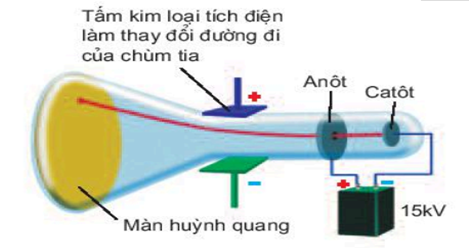 Tấm kim loại tích điện
làm thay đổi đường đi
của chùm tia
+
Anôt
Catôt
-
+ -
15kV
Màn huỳnh quang